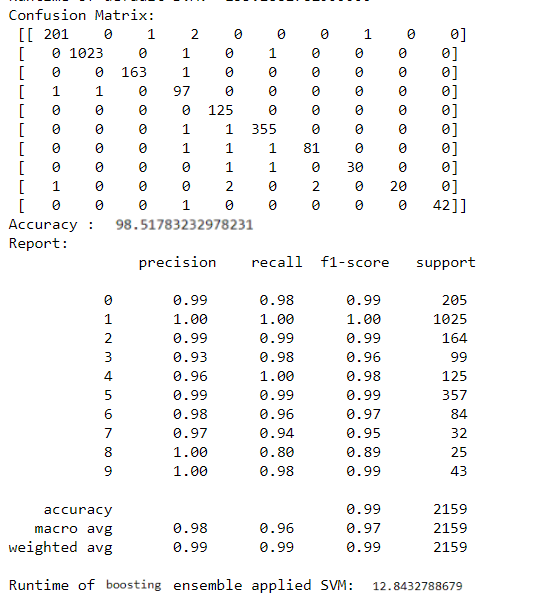 Confusion Matrix:
[[ 201 0 1 2 0 0 0 1 0 0]
[ 0 1023 0 1 0 1 0 0 0 0]
[ 0 0 163 1 0 0 0 0 0 0]
[ 1 1 0 97 0 0 0 0 0 0]
[ 0 0 0 0 125 0 0 0 0 0]
[ 0 0 0 1 1 355 0 0 0 0]
[ 0 0 0 1 1 1 81 0 0 0]
[ 0 0 0 0 1 1 0 30 0 0]
[ 1 0 0 0 2 0 2 0 20 0]
[ 0 0 0 1 0 0 0 0 0 42]]
Accuracy : 98.51783232978231
Report:
precision recall f1-score support
0 0.99 0.98 0.99 205
1 1.00 1.00 1.00 1025
2 0.99 0.99 0.99 164
3 0.93 0.98 0.96 99
4 0.96 1.00 0.98 125
5 0.99 0.99 0.99 357
6 0.98 0.96 0.97 84
7 0.97 0.94 0.95 32
8 1.00 0.80 0.89 25
9 1.00 0.98 0.99 43
accuracy 0.99 2159
macro avg 0.98 0.96 0.97 2159
weighted avg 0.99 0.99 0.99 2159
Runtime of boosting ensemble applied SVM: 12.8432788679